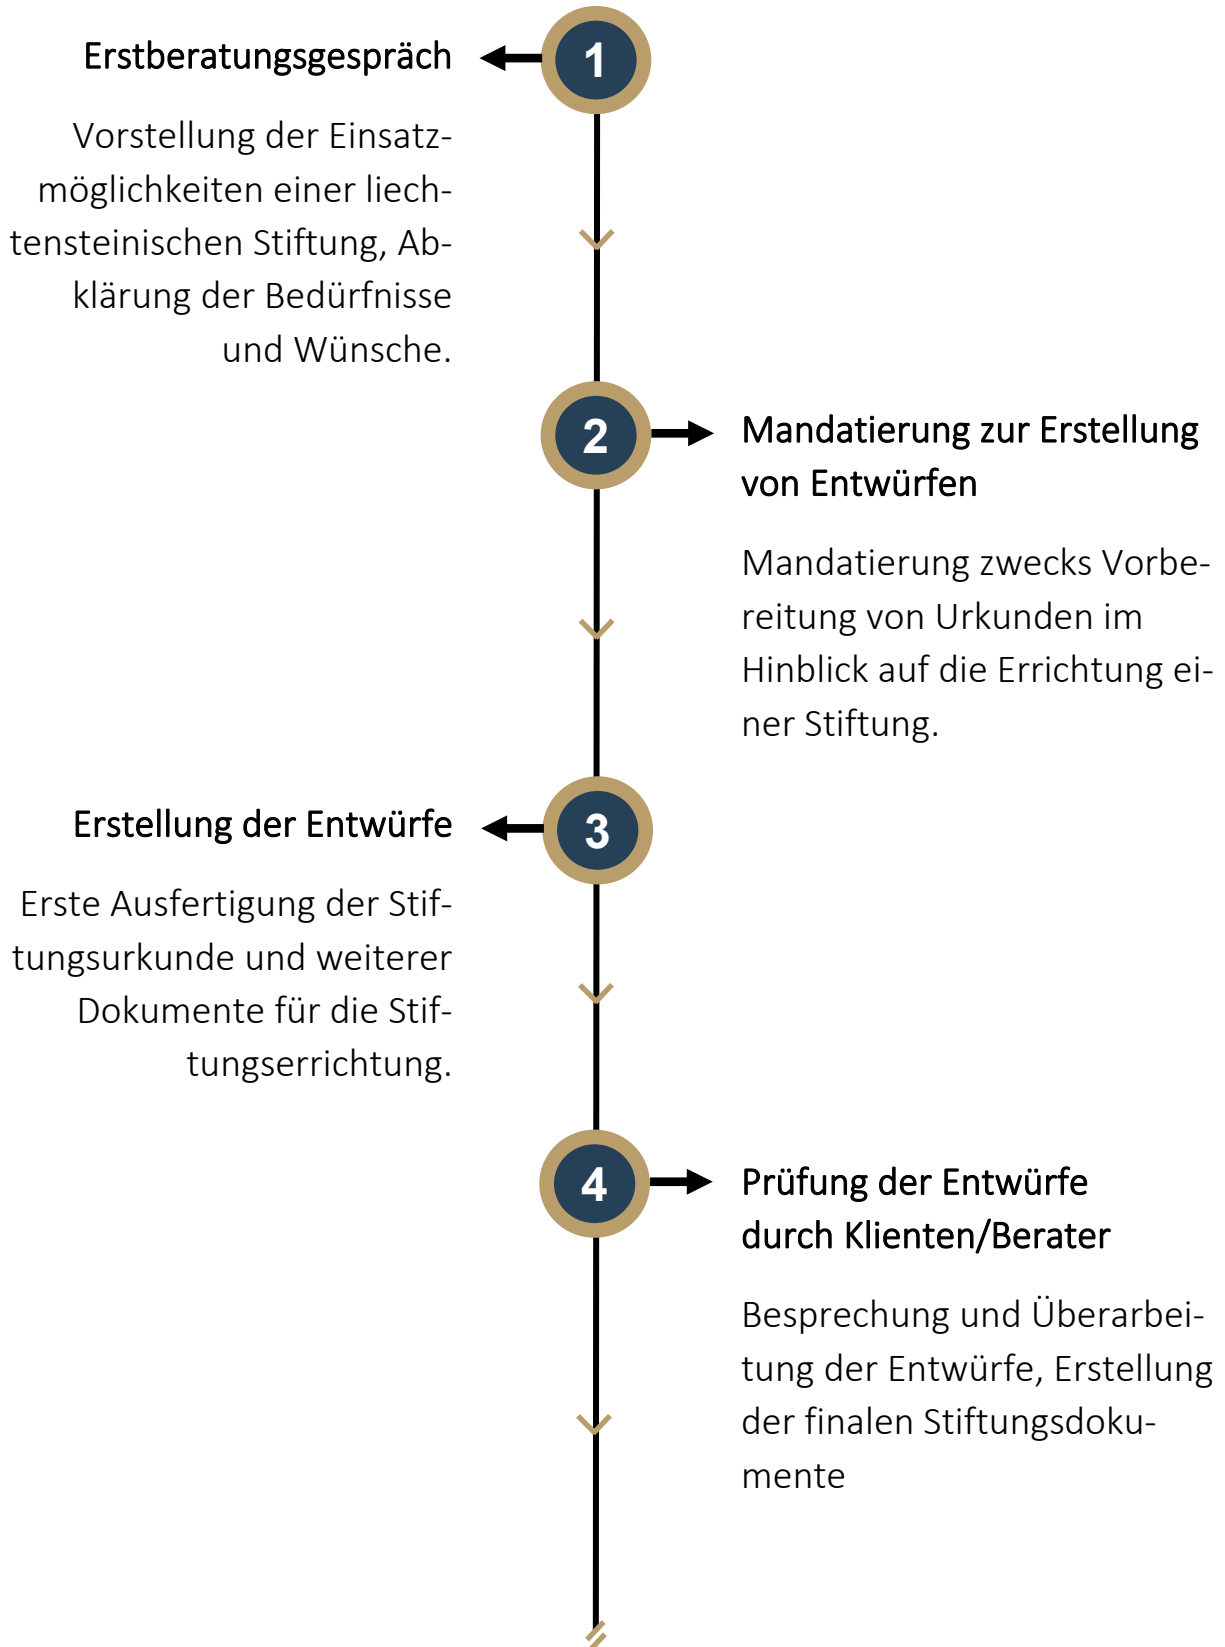 1
Erstberatungsgespräch
Vorstellung der Einsatz-
möglichkeiten einer liech-
tensteinischen Stiftung, Ab-
klärung der Bedürfnisse
und Wünsche.
2
Mandatierung zur Erstellung
von Entwürfen
Mandatierung zwecks Vorbe-
reitung von Urkunden im
Hinblick auf die Errichtung ei-
ner Stiftung.
3
Erstellung der Entwürfe
Erste Ausfertigung der Stif-
tungsurkunde und weiterer
Dokumente für die Stif-
tungserrichtung.
4
Prüfung der Entwürfe
durch Klienten/Berater
Besprechung und Überarbei-
tung der Entwürfe, Erstellung
der finalen Stiftungsdoku-
mente